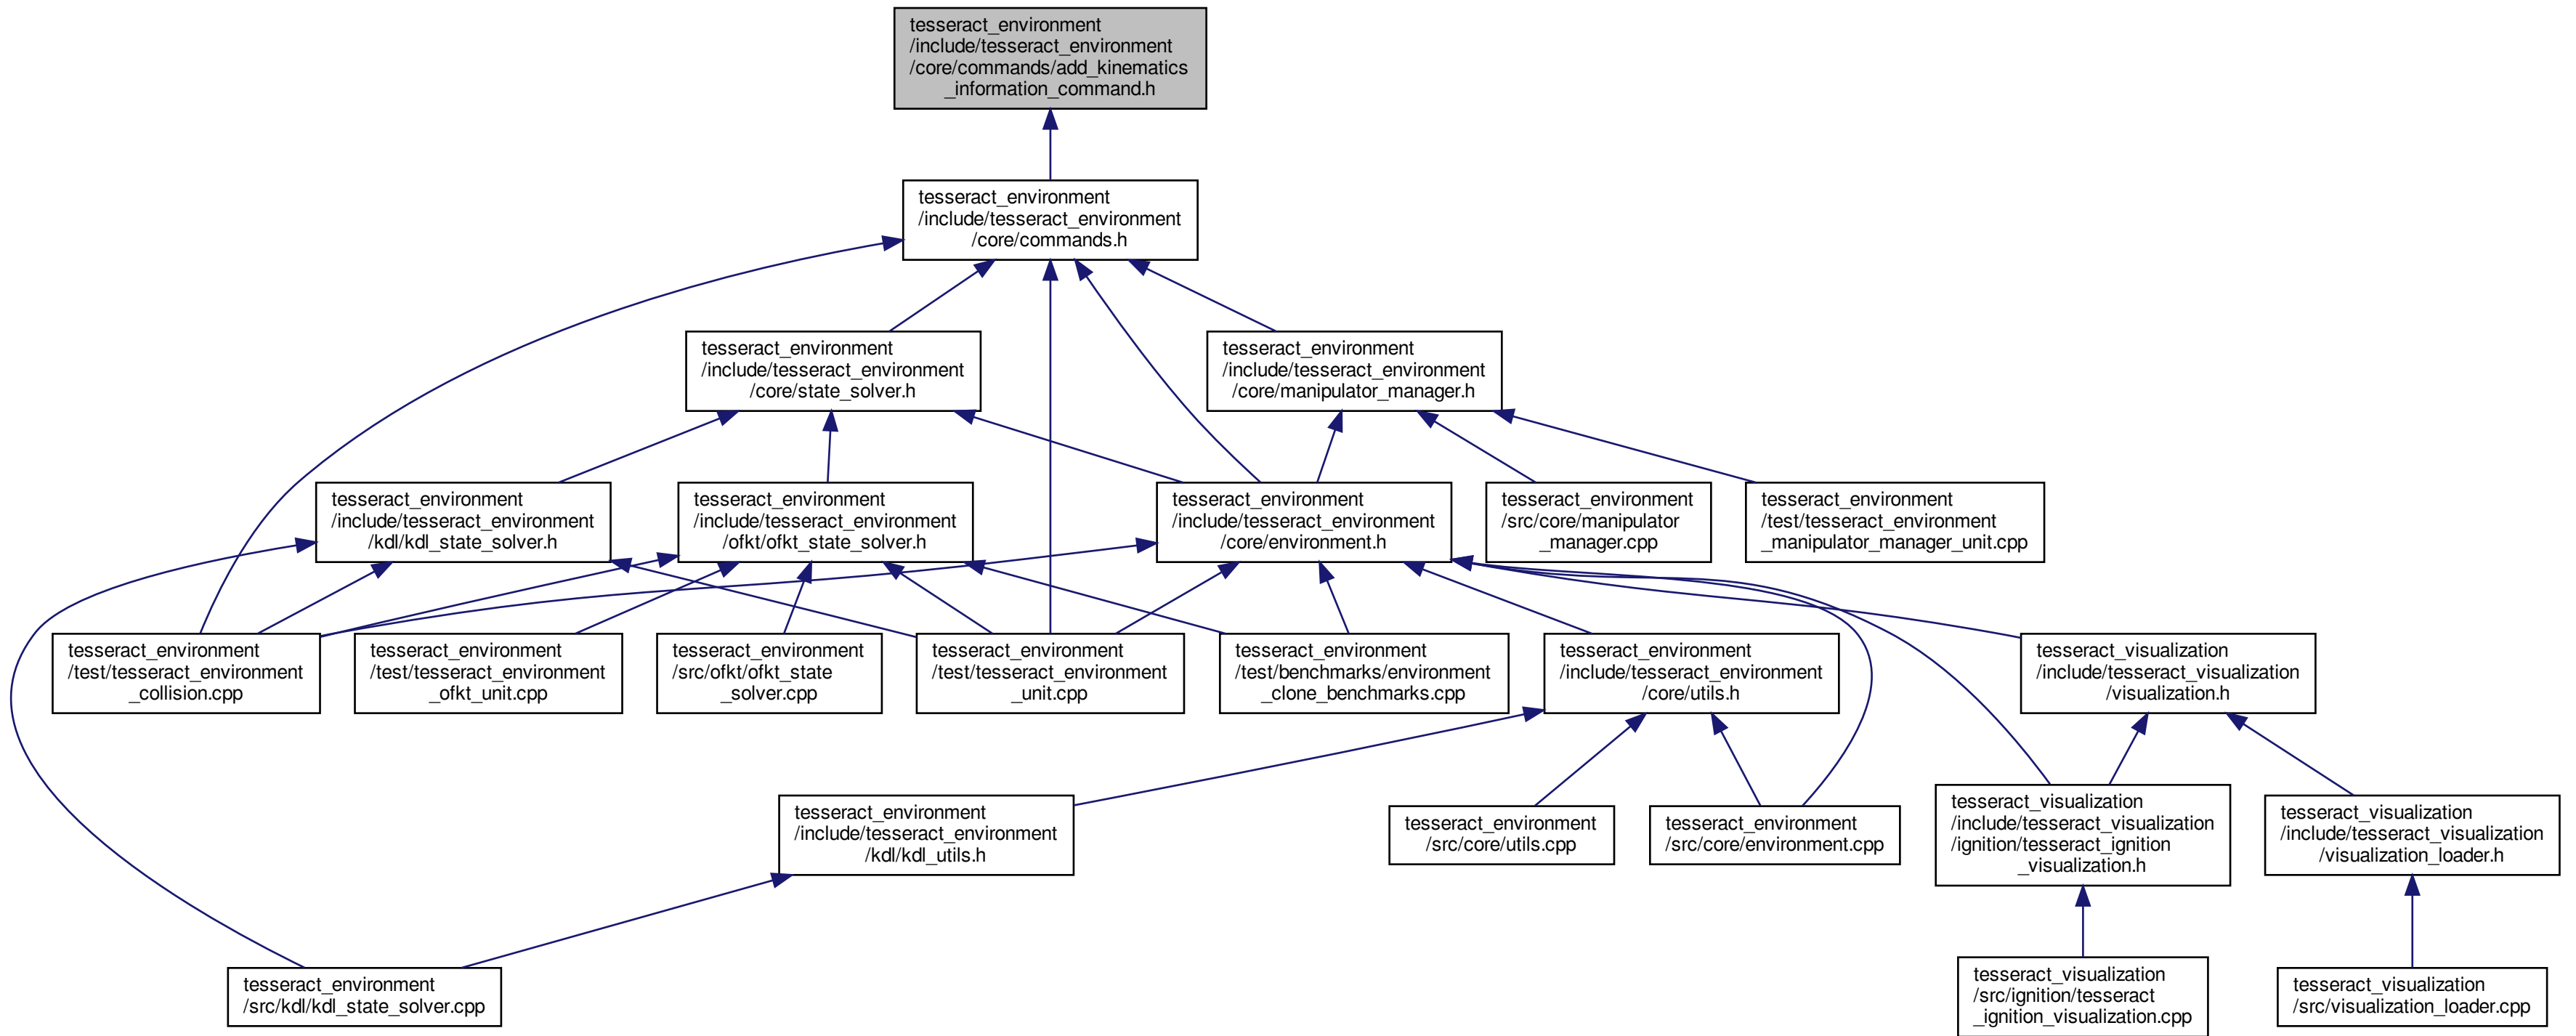 tesseract_environment
/include/tesseract_environment
/core/commands/add_kinematics
_information_command.h
tesseract_environment
/include/tesseract_environment
/core/commands.h
tesseract_environment
/include/tesseract_environment
/core/state_solver.h
tesseract_environment
/include/tesseract_environment
/core/manipulator_manager.h
tesseract_environment
/include/tesseract_environment
/kdl/kdl_state_solver.h
tesseract_environment
/include/tesseract_environment
/ofkt/ofkt_state_solver.h
tesseract_environment
/include/tesseract_environment
/core/environment.h
tesseract_environment
/src/core/manipulator
_manager.cpp
tesseract_environment
/test/tesseract_environment
_manipulator_manager_unit.cpp
tesseract_environment
/test/tesseract_environment
_collision.cpp
tesseract_environment
/test/tesseract_environment
_ofkt_unit.cpp
tesseract_environment
/src/ofkt/ofkt_state
_solver.cpp
tesseract_environment
/test/tesseract_environment
_unit.cpp
tesseract_environment
/test/benchmarks/environment
_clone_benchmarks.cpp
tesseract_environment
/include/tesseract_environment
/core/utils.h
tesseract_visualization
/include/tesseract_visualization
/visualization.h
tesseract_environment
/include/tesseract_environment
/kdl/kdl_utils.h
tesseract_environment
/src/core/utils.cpp
tesseract_environment
/src/core/environment.cpp
tesseract_visualization
/include/tesseract_visualization
/ignition/tesseract_ignition
_visualization.h
tesseract_visualization
/include/tesseract_visualization
/visualization_loader.h
tesseract_environment
/src/kdl/kdl_state_solver.cpp
tesseract_visualization
/src/ignition/tesseract
_ignition_visualization.cpp
tesseract_visualization
/src/visualization_loader.cpp